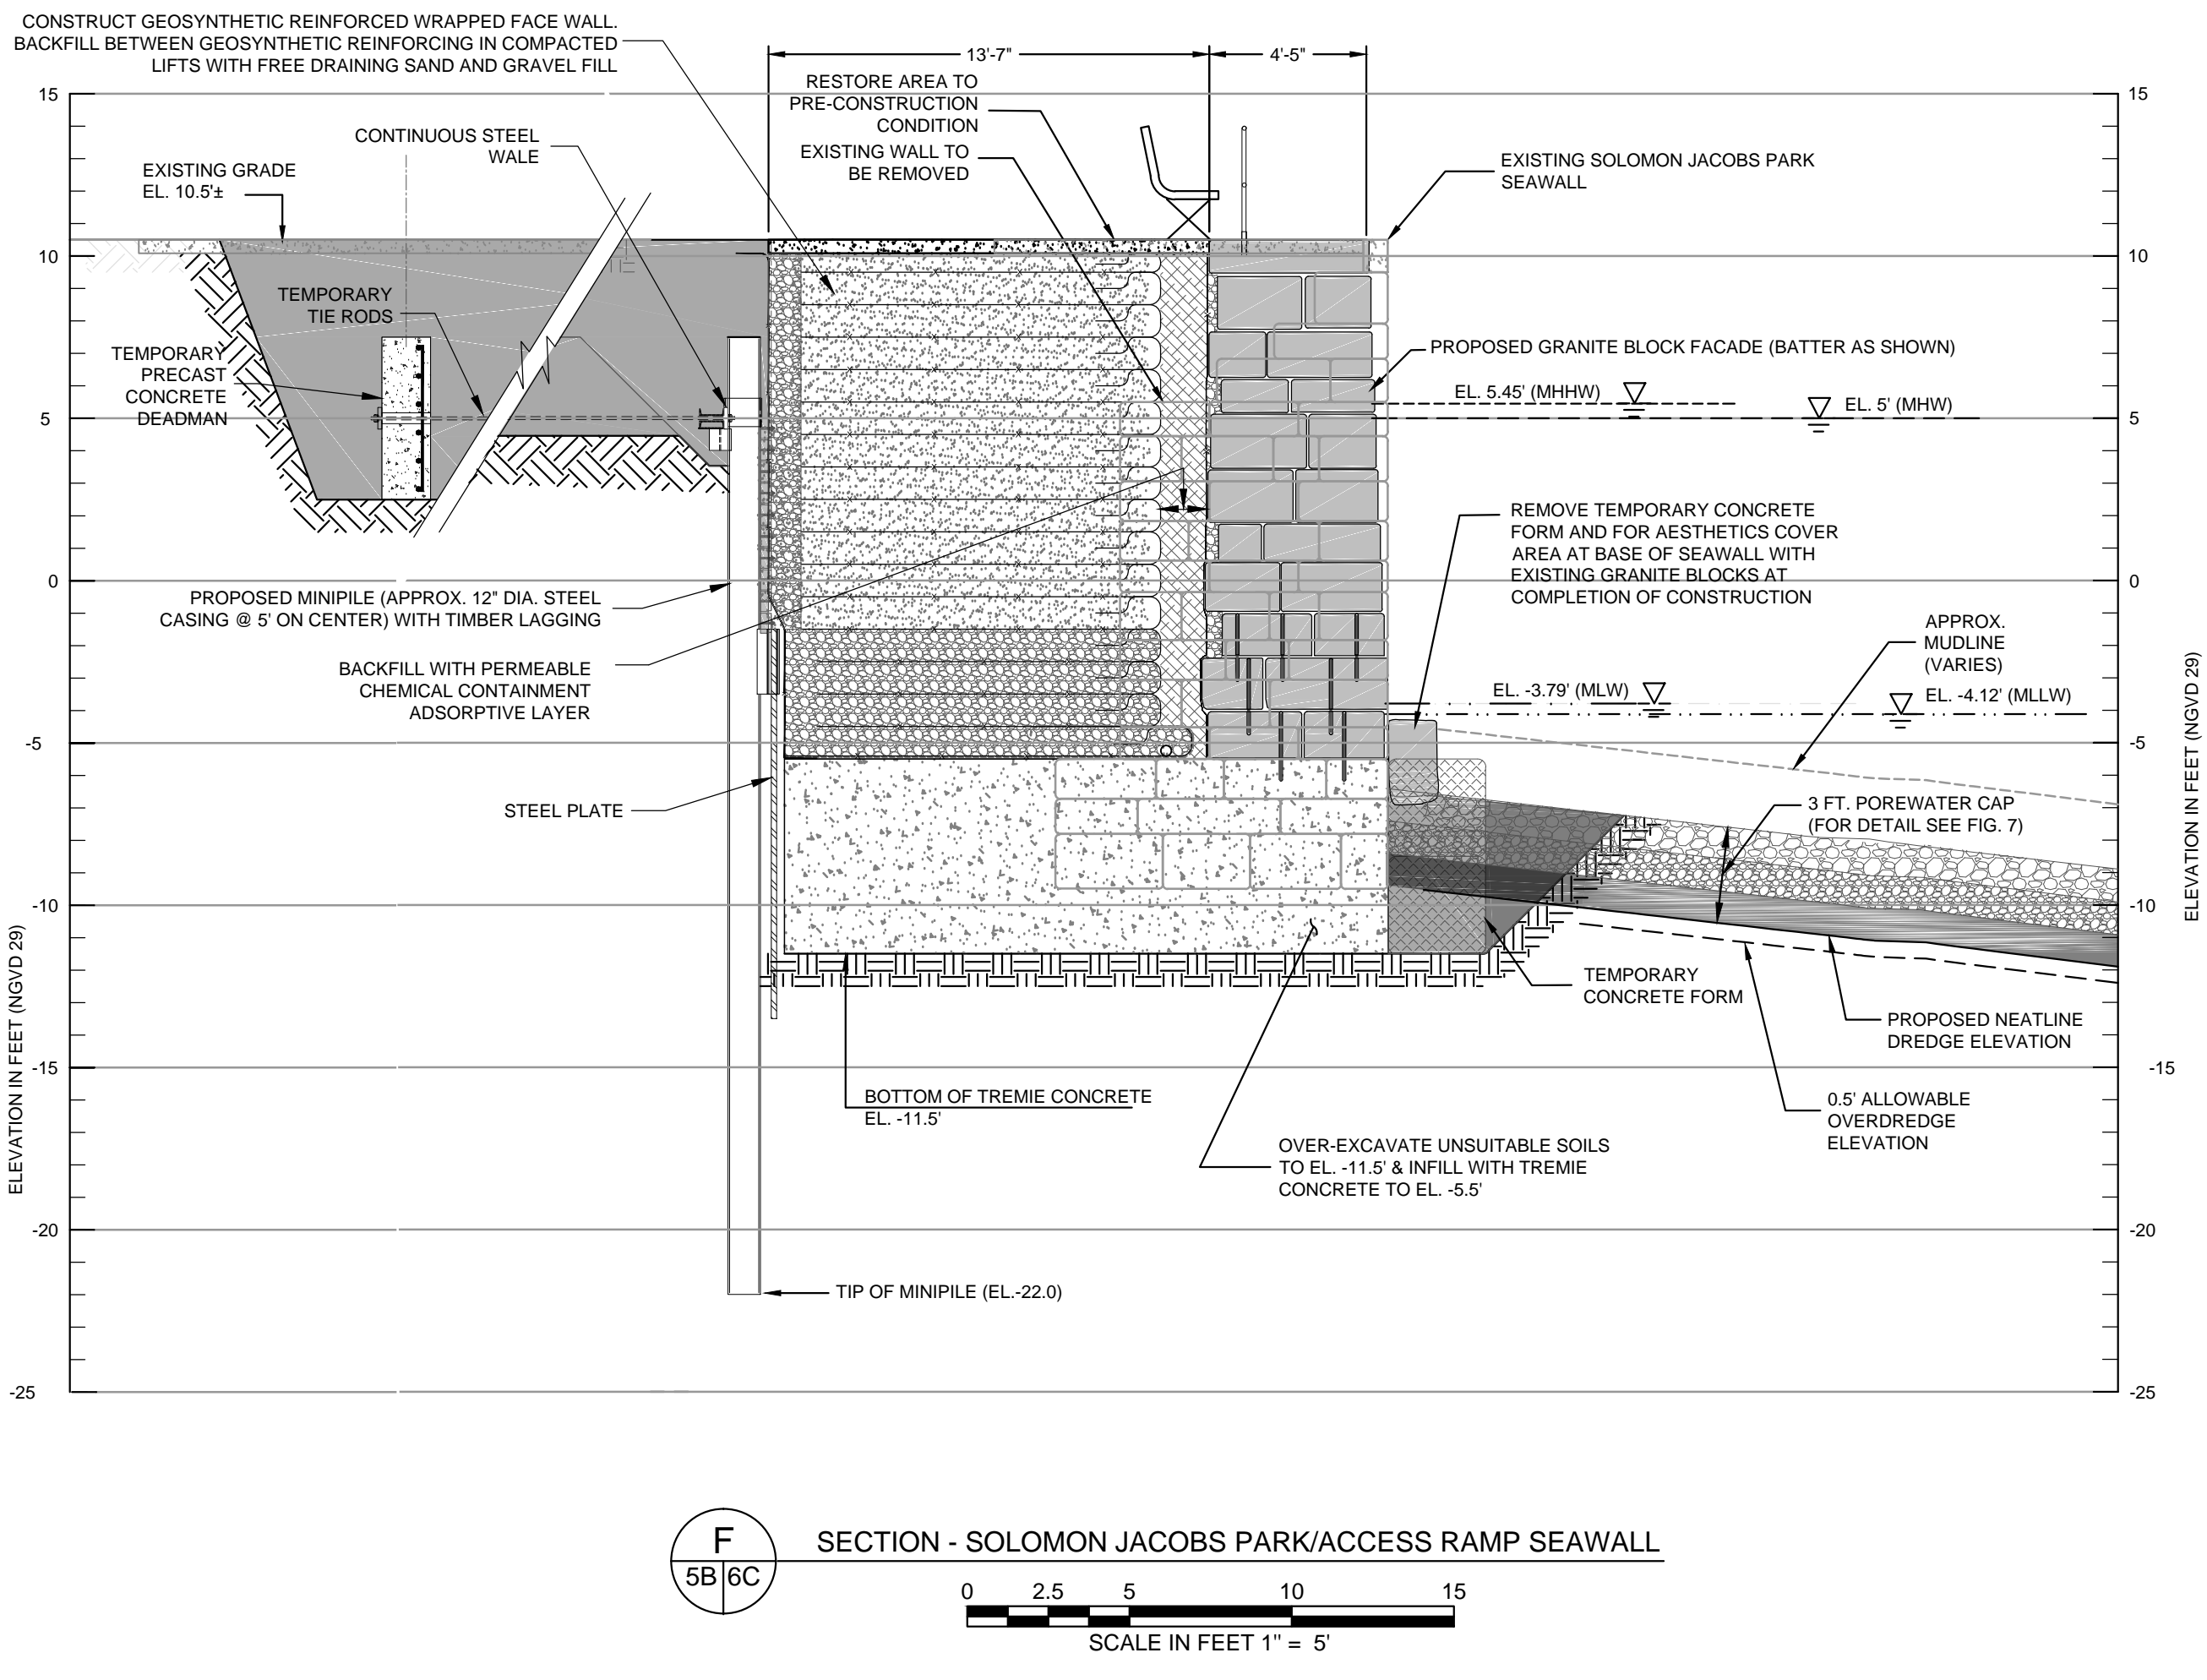 CONSTRUCT GEOSYNTHETIC REINFORCED WRAPPED FACE WALL.
BACKFILL BETWEEN GEOSYNTHETIC REINFORCING IN COMPACTED
LIFTS WITH FREE DRAINING SAND AND GRAVEL FILL
13'-7"
4'-5"
RESTORE AREA TO
PRE-CONSTRUCTION
CONDITION
EXISTING WALL TO
BE REMOVED
CONTINUOUS STEEL
WALE
EXISTING GRADE
EL. 10.5'±
EXISTING SOLOMON JACOBS PARK
SEAWALL
TEMPORARY
TIE RODS
TEMPORARY
PRECAST
CONCRETE
DEADMAN
PROPOSED GRANITE BLOCK FACADE (BATTER AS SHOWN)
EL. 5.45' (MHHW)
EL. 5' (MHW)
REMOVE TEMPORARY CONCRETE
FORM AND FOR AESTHETICS COVER
AREA AT BASE OF SEAWALL WITH
EXISTING GRANITE BLOCKS AT
COMPLETION OF CONSTRUCTION
PROPOSED MINIPILE (APPROX. 12" DIA. STEEL
CASING @ 5' ON CENTER) WITH TIMBER LAGGING
APPROX.
MUDLINE
(VARIES)
BACKFILL WITH PERMEABLE
CHEMICAL CONTAINMENT
ADSORPTIVE LAYER
EL. -3.79' (MLW)
EL. -4.12' (MLLW)
STEEL PLATE
3 FT. POREWATER CAP
(FOR DETAIL SEE FIG. 7)
TEMPORARY
CONCRETE FORM
PROPOSED NEATLINE
DREDGE ELEVATION
BOTTOM OF TREMIE CONCRETE
EL. -11.5'
0.5' ALLOWABLE
OVERDREDGE
ELEVATION
OVER-EXCAVATE UNSUITABLE SOILS
TO EL. -11.5' & INFILL WITH TREMIE
CONCRETE TO EL. -5.5'
TIP OF MINIPILE (EL.-22.0)
15
10
5
0
-5
-10
-15
-20
-25
ELEVATION IN FEET (NGVD 29)
15
10
5
0
-5
-10
-15
-20
-25
ELEVATION IN FEET (NGVD 29)
F
5B 6C
SECTION - SOLOMON JACOBS PARK/ACCESS RAMP SEAWALL
0 2.5 5 10 15
SCALE IN FEET 1" = 5'